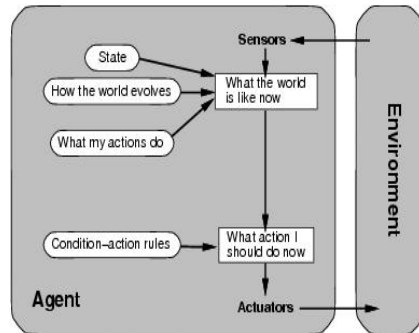 Sensors
State
How the world evolves
What the world
is like now
What my actions do
Condition–action rules
What action I
should do now
Agent
Actuators
Environment